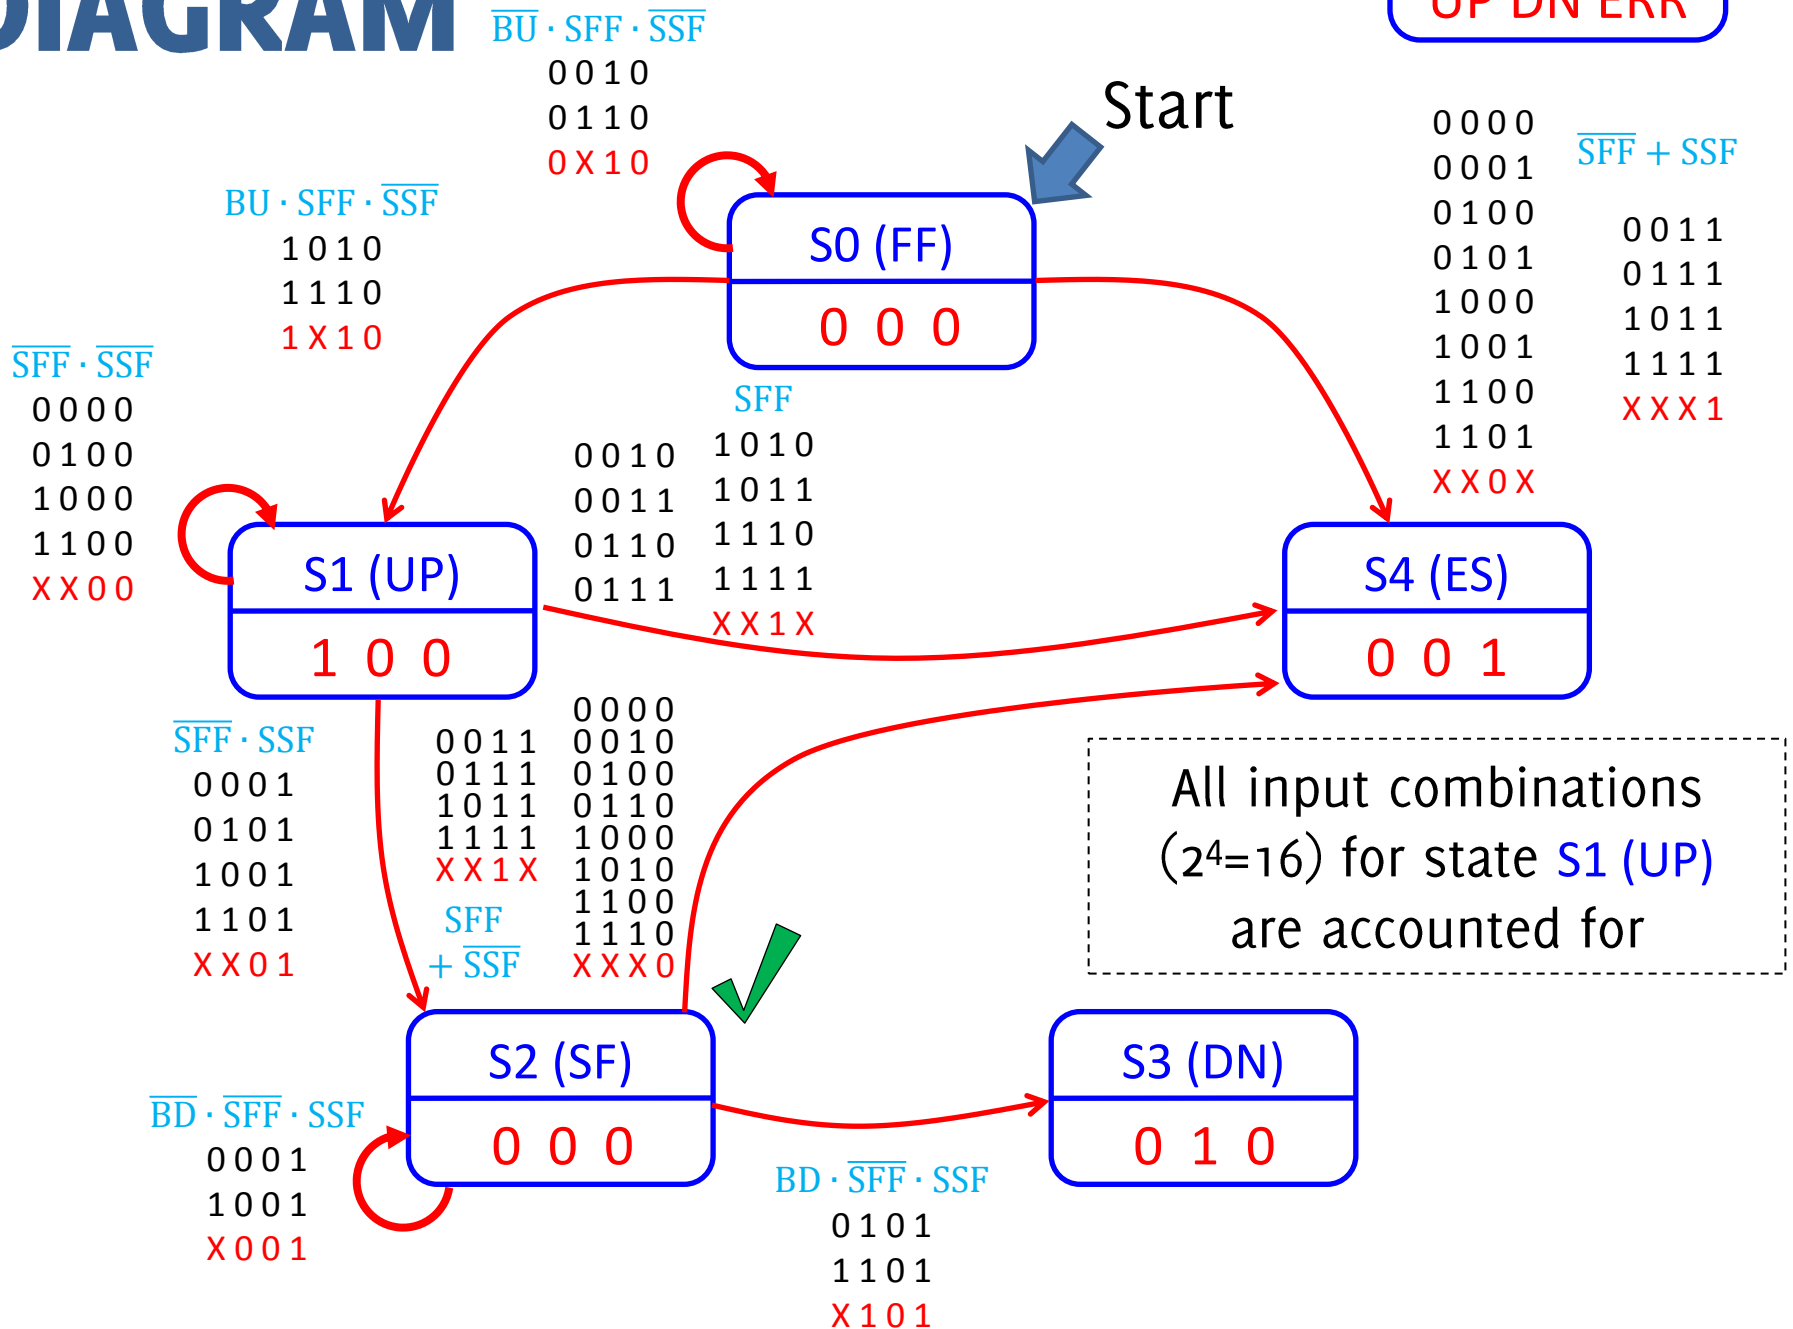 DIAGRAM
UP DN ERR
B̅U̅ · SFF · S̅S̅F̅
0 0 1 0
0 1 1 0
0 X 1 0
Start
BU · SFF · S̅S̅F̅
1 0 1 0
1 1 1 0
1 X 1 0
S0 (FF)
0 0 0
0 0 0 0
0 0 0 1
0 1 0 0
0 1 0 1
1 0 0 0
1 0 0 1
1 1 0 0
1 1 0 1
X X 0 X
S̅F̅F̅ + SSF
0 0 1 1
0 1 1 1
1 0 1 1
1 1 1 1
X X X 1
S̅F̅F̅ · S̅S̅F̅
0 0 0 0
0 1 0 0
1 0 0 0
1 1 0 0
X X 0 0
S1 (UP)
1 0 0
0 0 1 0
0 0 1 1
0 1 1 0
0 1 1 1
SFF
1 0 1 0
1 0 1 1
1 1 1 0
1 1 1 1
X X 1 X
S4 (ES)
0 0 1
S̅F̅F̅ · SSF
0 0 0 1
0 1 0 1
1 0 0 1
1 1 0 1
X X 0 1
0 0 1 1
0 1 1 1
1 0 1 1
1 1 1 1
X X 1 X
SFF
+ S̅S̅F̅
0 0 0 0
0 0 1 0
0 1 0 0
0 1 1 0
1 0 0 0
1 0 1 0
1 1 0 0
1 1 1 0
X X X 0
All input combinations
(2⁴=16) for state S1 (UP)
are accounted for
S2 (SF)
0 0 0
S3 (DN)
0 1 0
B̅D̅ · S̅F̅F̅ · SSF
0 0 0 1
1 0 0 1
X 0 0 1
BD · S̅F̅F̅ · SSF
0 1 0 1
1 1 0 1
X 1 0 1